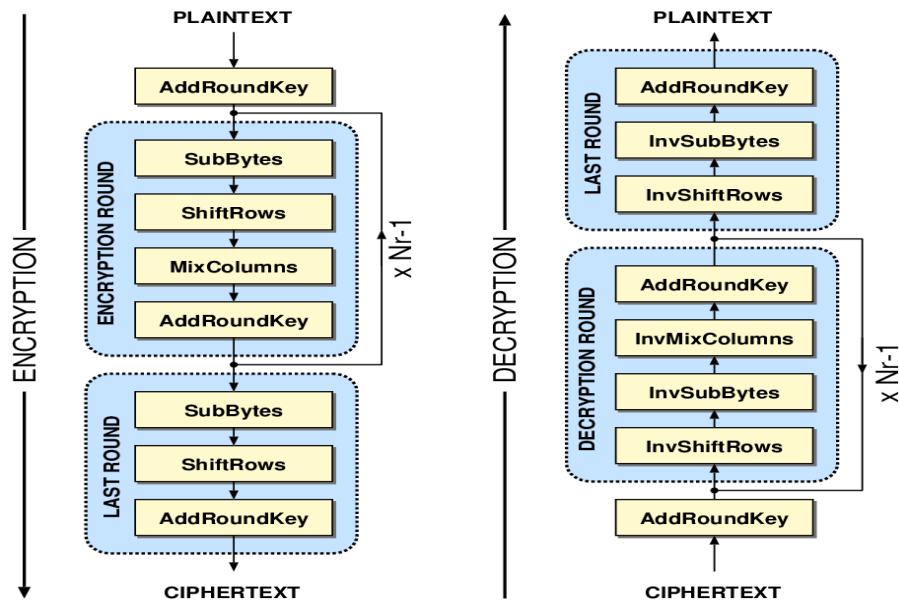 PLAINTEXT
AddRoundKey
ENCRYPTION ROUND
SubBytes
ShiftRows
MixColumns
AddRoundKey
x Nr-1
LAST ROUND
SubBytes
ShiftRows
AddRoundKey
CIPHERTEXT
ENCRYPTION
PLAINTEXT
LAST ROUND
AddRoundKey
InvSubBytes
InvShiftRows
DECRYPTION ROUND
AddRoundKey
InvMixColumns
InvSubBytes
InvShiftRows
x Nr-1
AddRoundKey
CIPHERTEXT
DECRYPTION